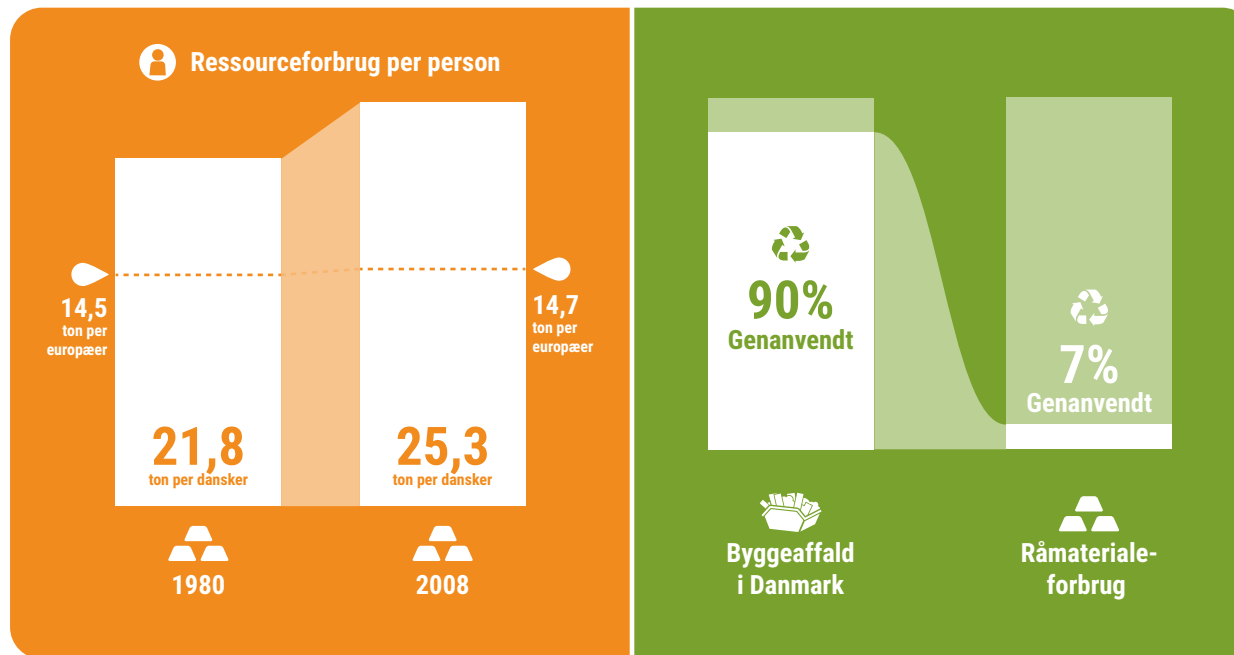 Ressourceforbrug per person
14,5
ton per
europæer
14,7
ton per
europæer
21,8
ton per dansker
25,3
ton per dansker
1980
2008
90%
Genanvendt
7%
Genanvendt
Byggeaffald
i Danmark
Råmateriale-
forbrug